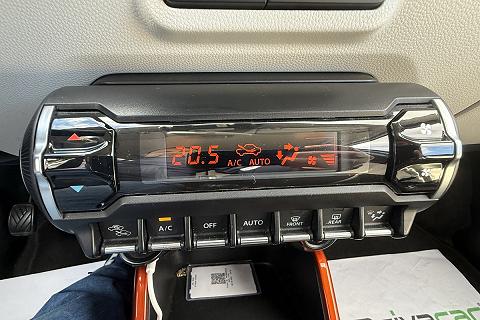 20.5 A/C AUTO
A/C OFF AUTO FRONT REAR